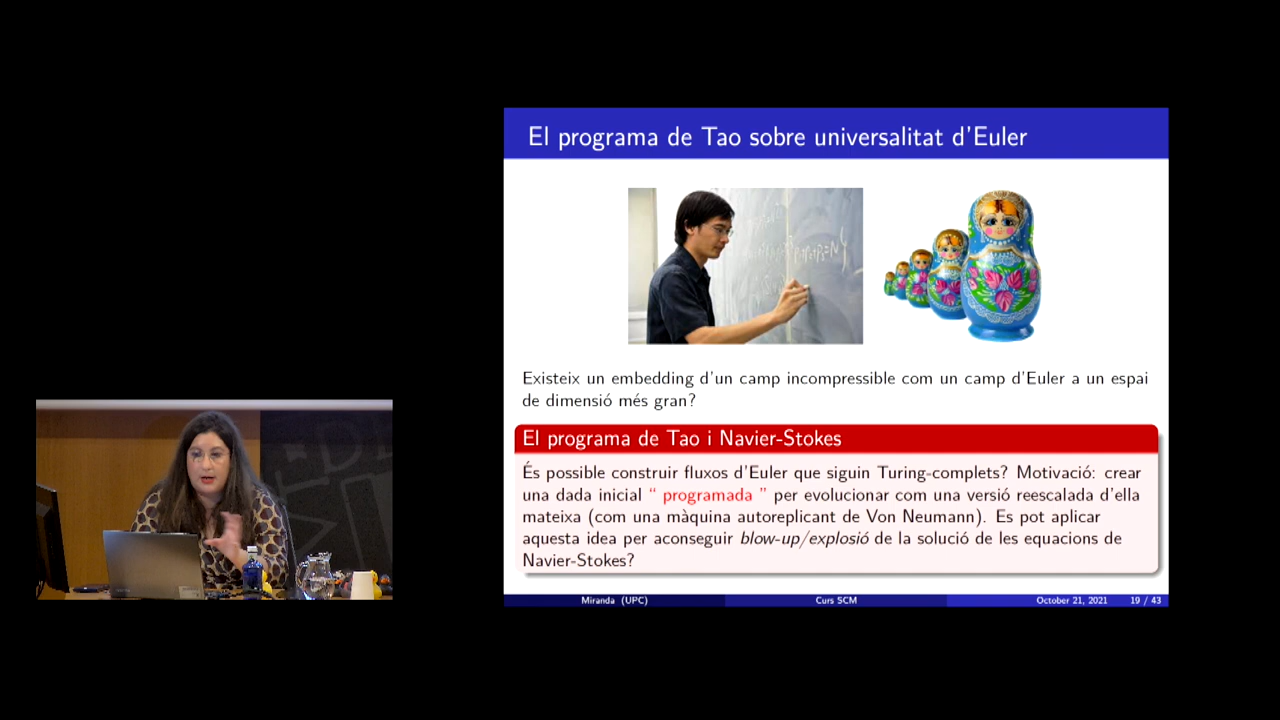 El programa de Tao sobre universalitat d'Euler
Existeix un embedding d'un camp incompressible com un camp d'Euler a un espai
de dimensió més gran?
El programa de Tao i Navier-Stokes
És possible construir fluxos d'Euler que siguin Turing-complets? Motivació: crear
una dada inicial “ programada ” per evolucionar com una versió reescalada d'ella
mateixa (com una màquina autoreplicant de Von Neumann). Es pot aplicar
aquesta idea per aconseguir blow-up/explosió de la solució de les equacions de
Navier-Stokes?
Miranda (UPC) Curs SCM October 21, 2021 19 / 43